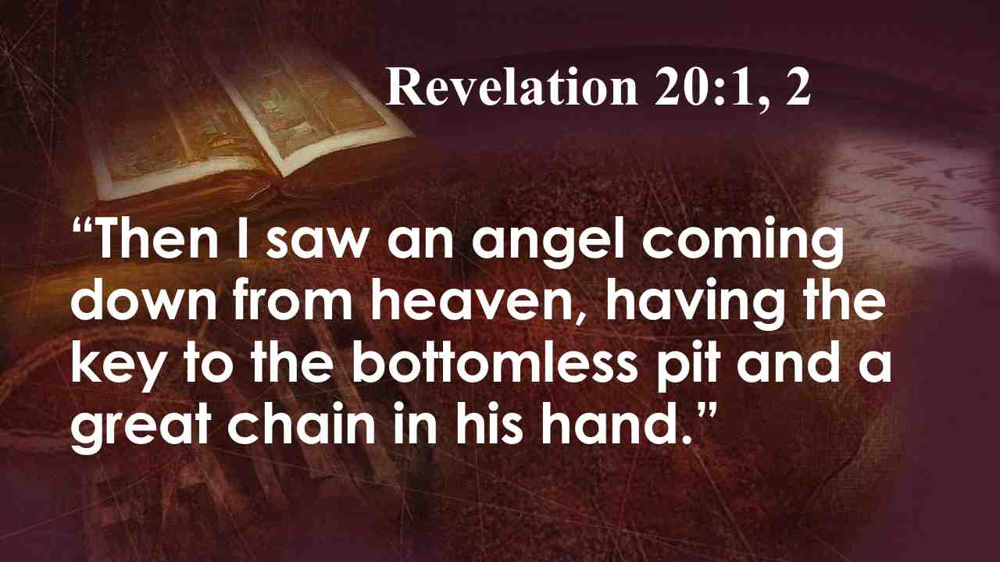 Revelation 20:1, 2
“Then I saw an angel coming
down from heaven, having the
key to the bottomless pit and a
great chain in his hand.”